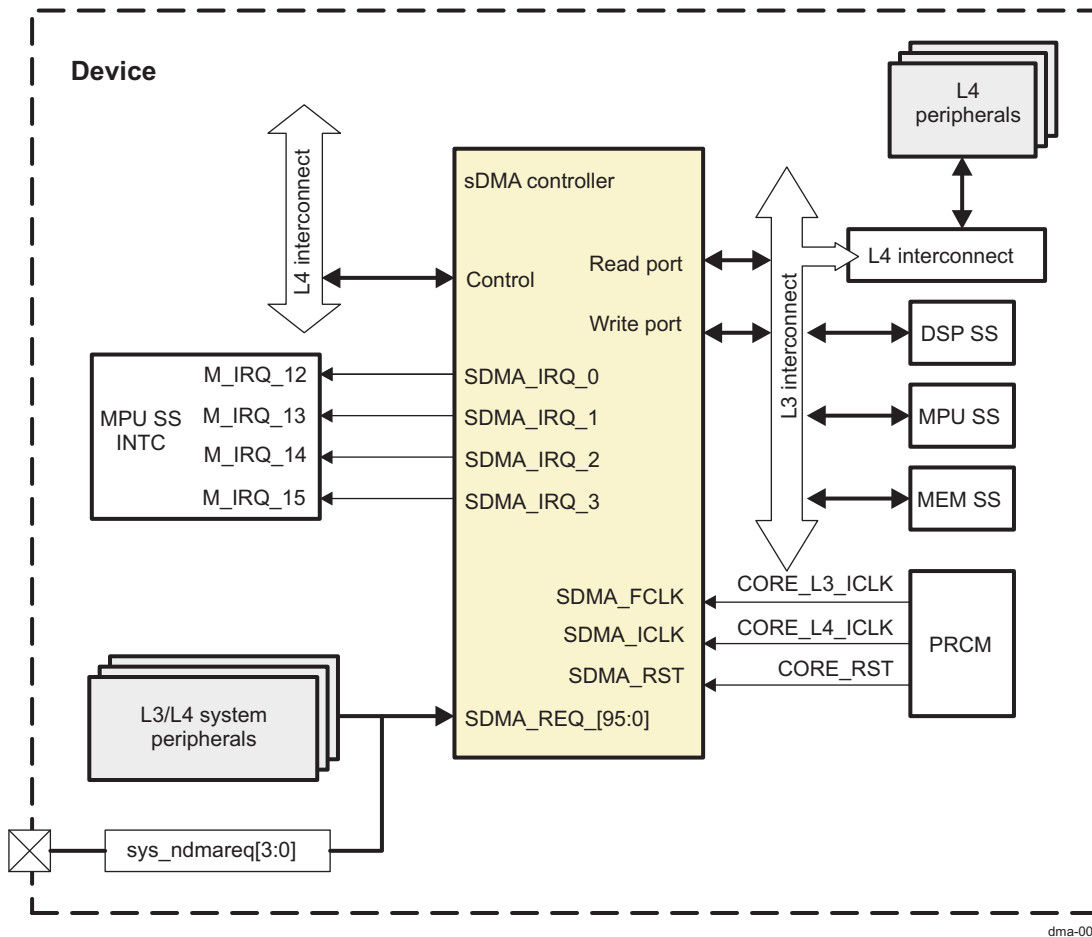 Device
L4
peripherals
L4 interconnect
sDMA controller
Read port
L4 interconnect
Control
Write port
L3 interconnect
DSP SS
M_IRQ_12
SDMA_IRQ_0
MPU SS
INTC
M_IRQ_13
SDMA_IRQ_1
MPU SS
M_IRQ_14
SDMA_IRQ_2
M_IRQ_15
SDMA_IRQ_3
MEM SS
SDMA_FCLK
CORE_L3_ICLK
SDMA_ICLK
CORE_L4_ICLK
PRCM
SDMA_RST
CORE_RST
L3/L4 system
peripherals
SDMA_REQ_[95:0]
sys_ndmareq[3:0]
dma-00